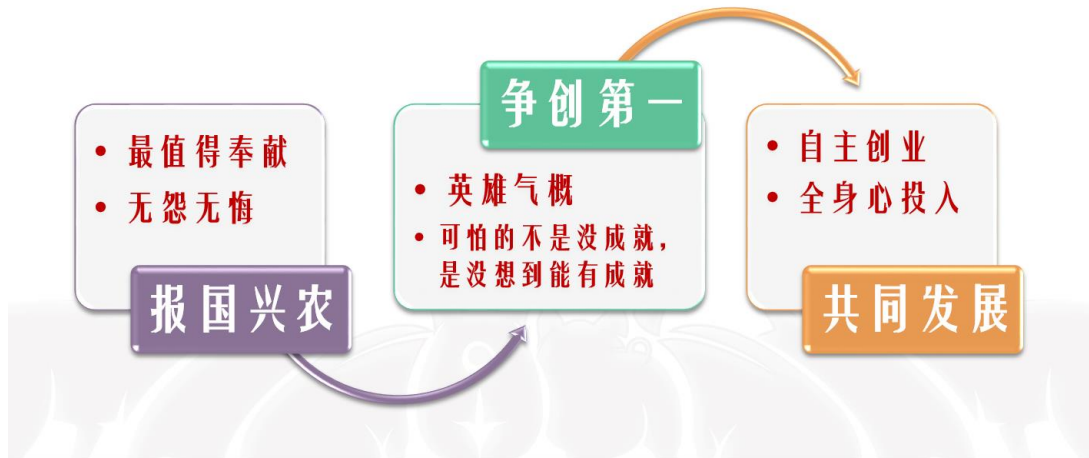 最值得奉献
无怨无悔
报国兴农
争创第一
英雄气概
可怕的不是没成就，
是没想到能有成就
自主创业
全身心投入
共同发展